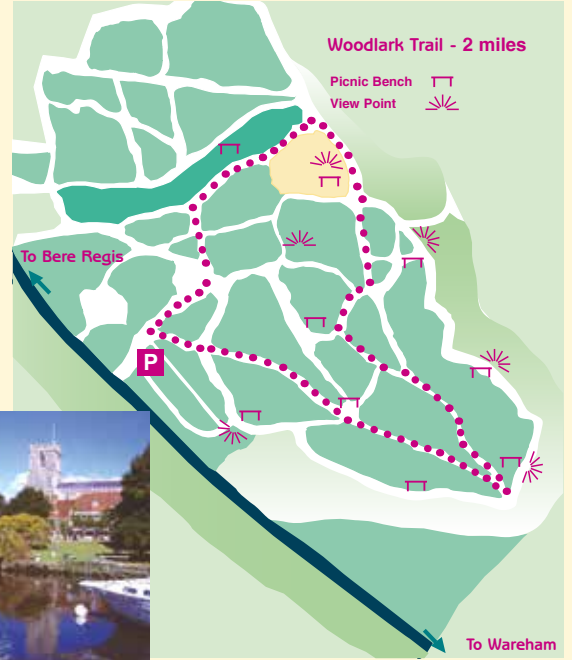 Woodlark Trail - 2 miles
Picnic Bench
View Point
To Bere Regis
P
To Wareham